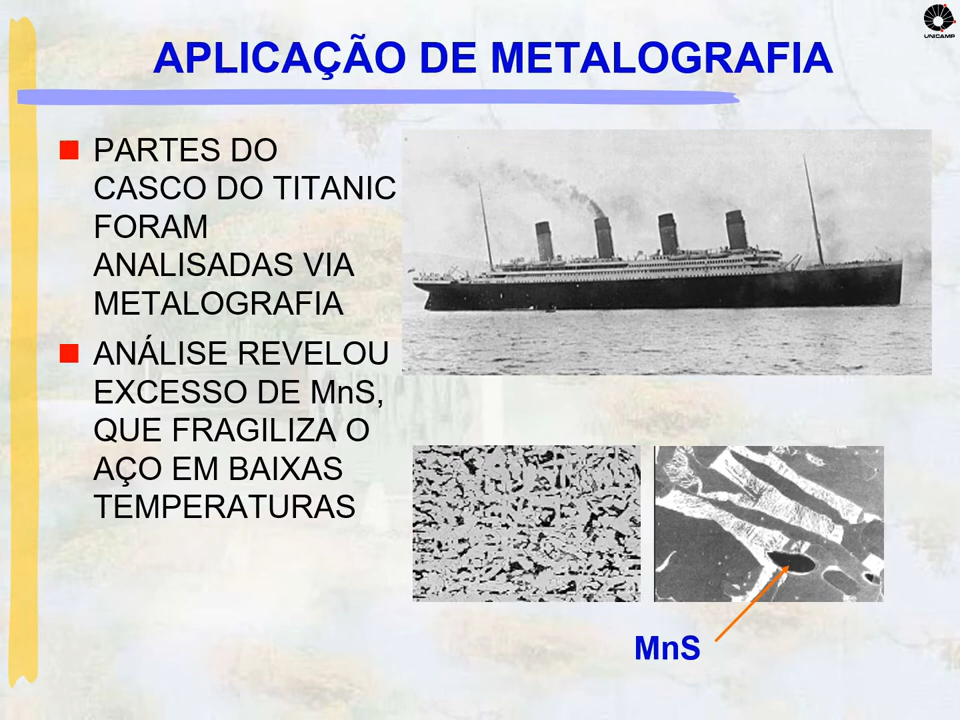 UNICAMP
APLICAÇÃO DE METALOGRAFIA
PARTES DO
CASCO DO TITANIC
FORAM
ANALISADAS VIA
METALOGRAFIA
ANÁLISE REVELOU
EXCESSO DE MnS,
QUE FRAGILIZA O
AÇO EM BAIXAS
TEMPERATURAS
MnS